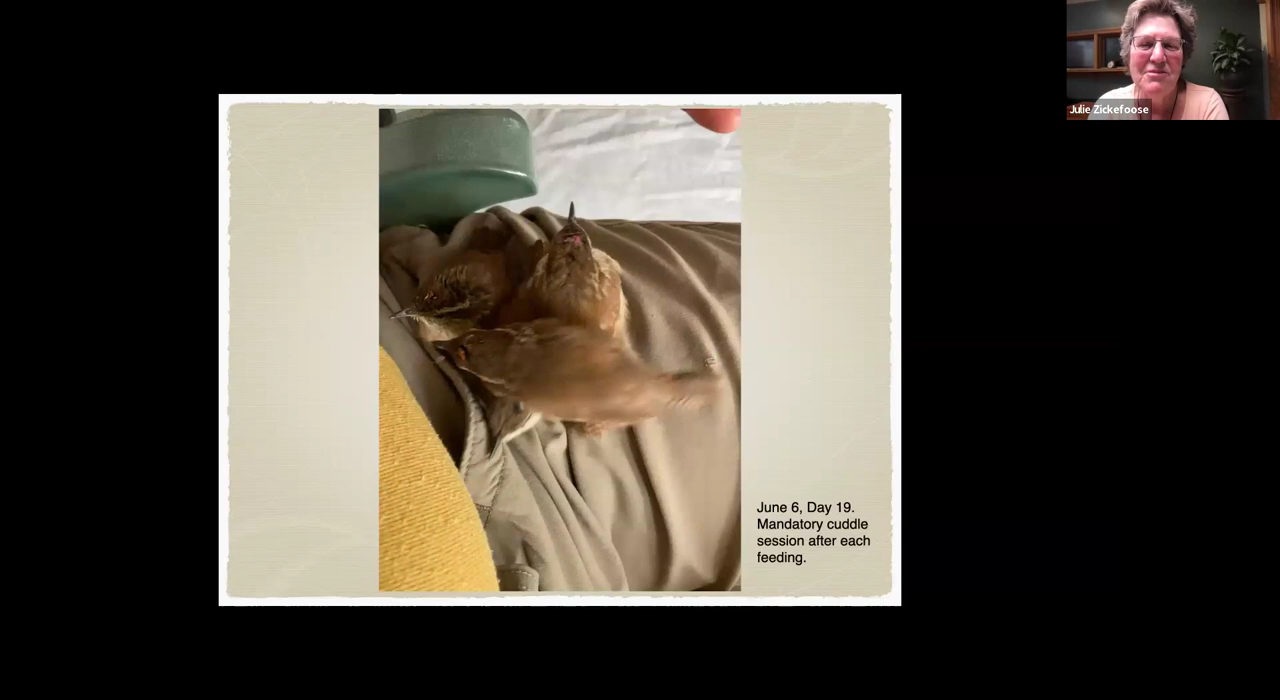 Julie Zickefoose
June 6, Day 19.
Mandatory cuddle
session after each
feeding.